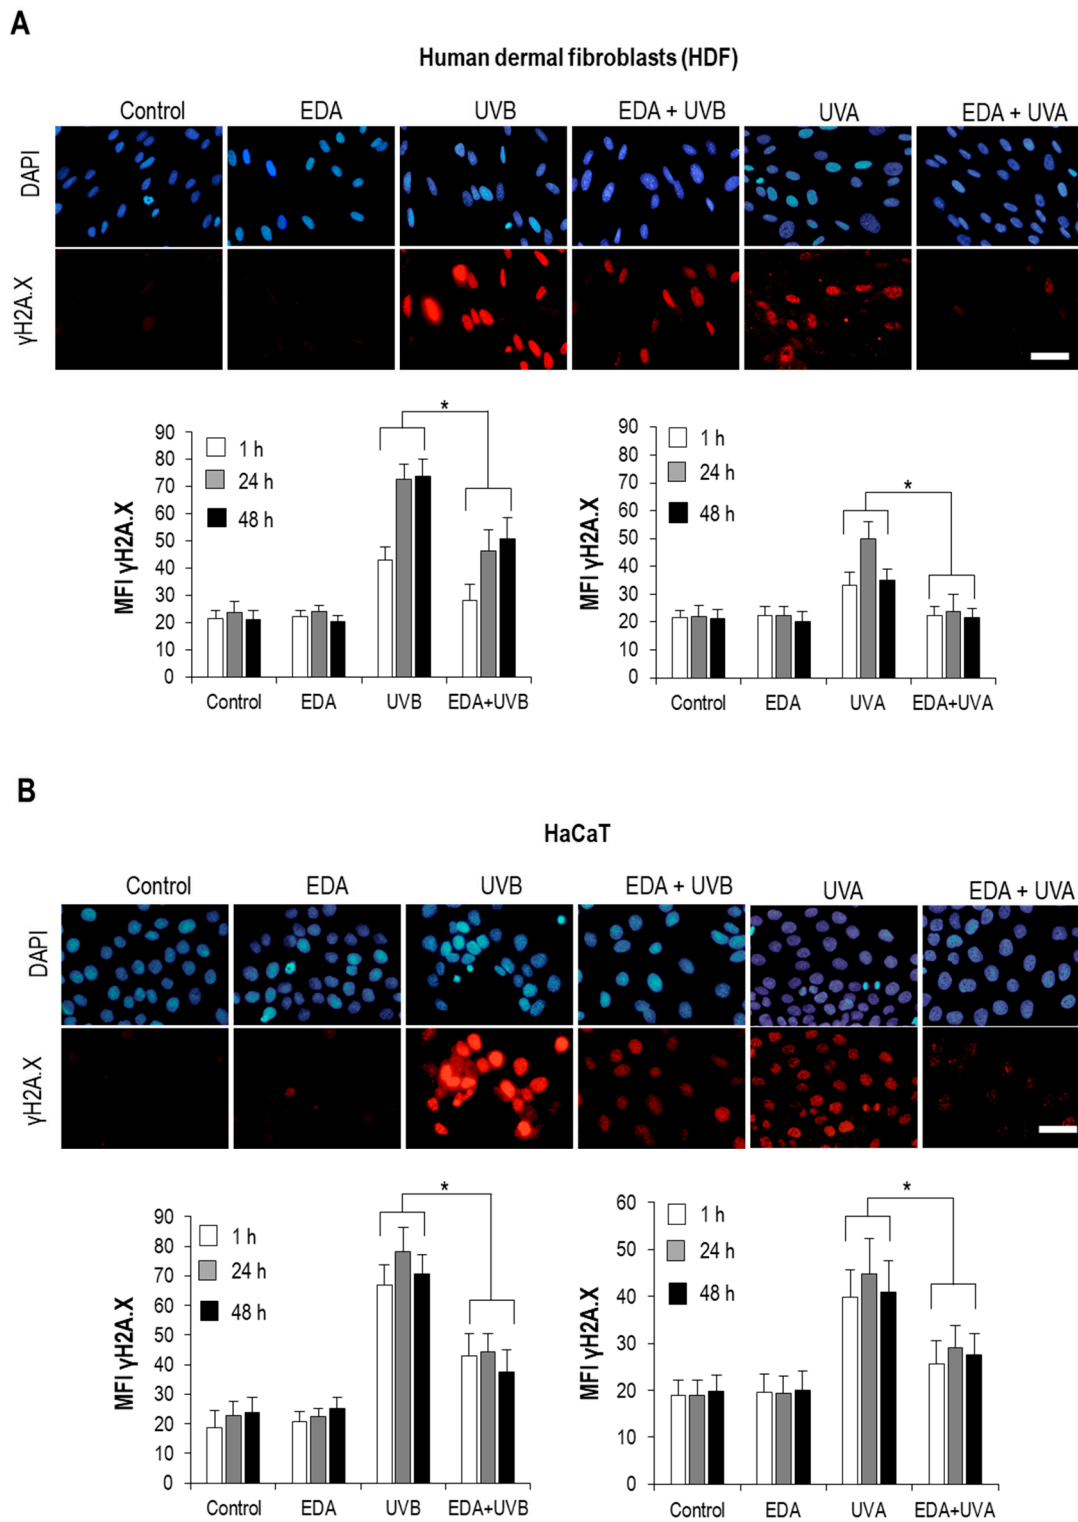 A
Human dermal fibroblasts (HDF)
Control EDA UVB EDA + UVB UVA EDA + UVA
DAPI
γH2A.X
*
90
80
70
60
50
40
30
20
10
0
MFI γH2A.X
1 h
24 h
48 h
Control EDA UVB EDA+UVB
*
90
80
70
60
50
40
30
20
10
0
MFI γH2A.X
1 h
24 h
48 h
Control EDA UVA EDA+UVA
B
HaCaT
Control EDA UVB EDA + UVB UVA EDA + UVA
DAPI
γH2A.X
*
90
80
70
60
50
40
30
20
10
0
MFI γH2A.X
1 h
24 h
48 h
Control EDA UVB EDA+UVB
*
60
50
40
30
20
10
0
MFI γH2A.X
1 h
24 h
48 h
Control EDA UVA EDA+UVA